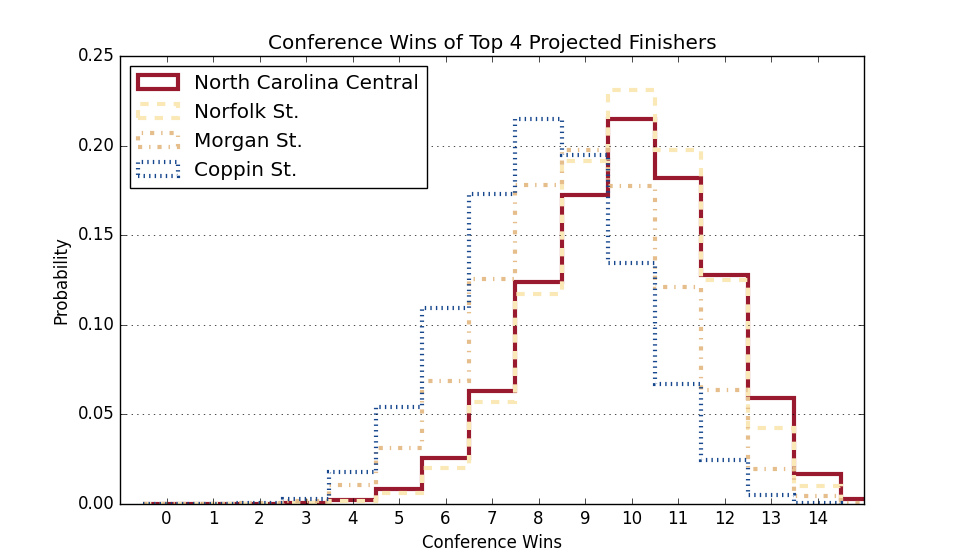 Conference Wins of Top 4 Projected Finishers
North Carolina Central
Norfolk St.
Morgan St.
Coppin St.
Probability
0.25
0.20
0.15
0.10
0.05
0.00
0 1 2 3 4 5 6 7 8 9 10 11 12 13 14
Conference Wins